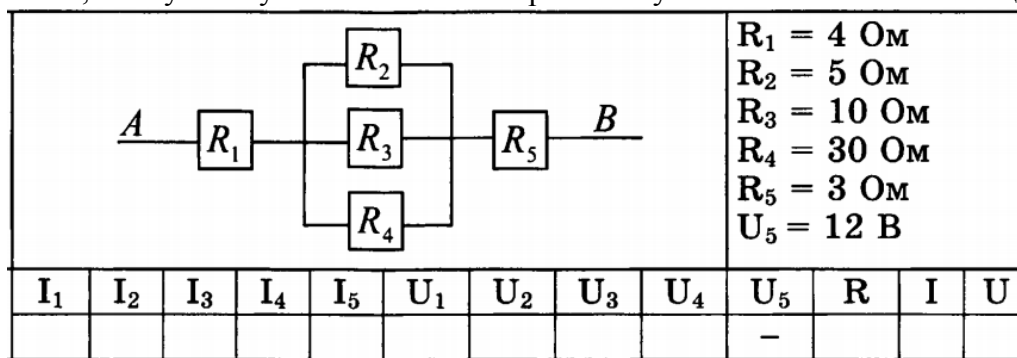 R₁ = 4 Ом
R₂ = 5 Ом
R₃ = 10 Ом
R₄ = 30 Ом
R₅ = 3 Ом
U₅ = 12 В
R₂
A R₁ R₃ R₅ B
R₄
I₁ I₂ I₃ I₄ I₅ U₁ U₂ U₃ U₄ U₅ R I U
–